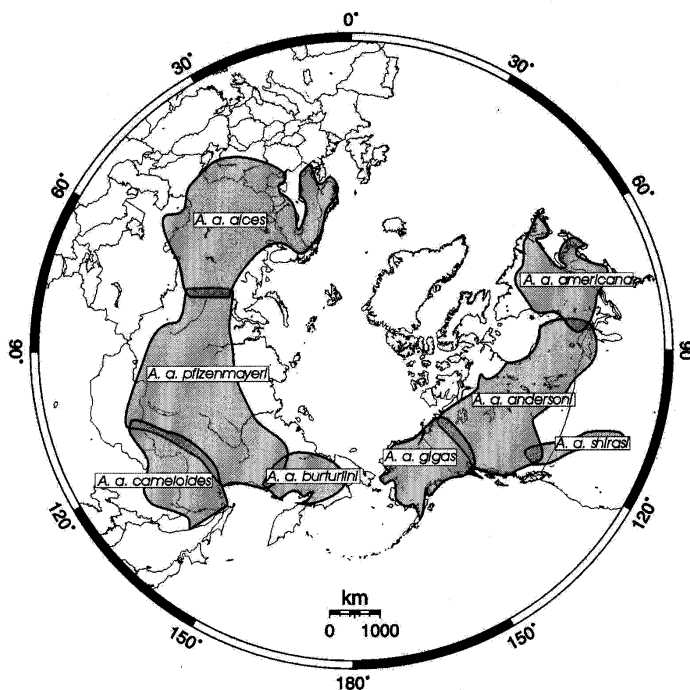 0°
30°
30°
60°
60°
A. a. alces
A. a. americana
90°
90°
A. a. pfizenmayeri
A. a. andersoni
A. a. shirasi
A. a. gigas
A. a. cameloides
A. a. burturlini
120°
120°
km
0 1000
150°
150°
180°